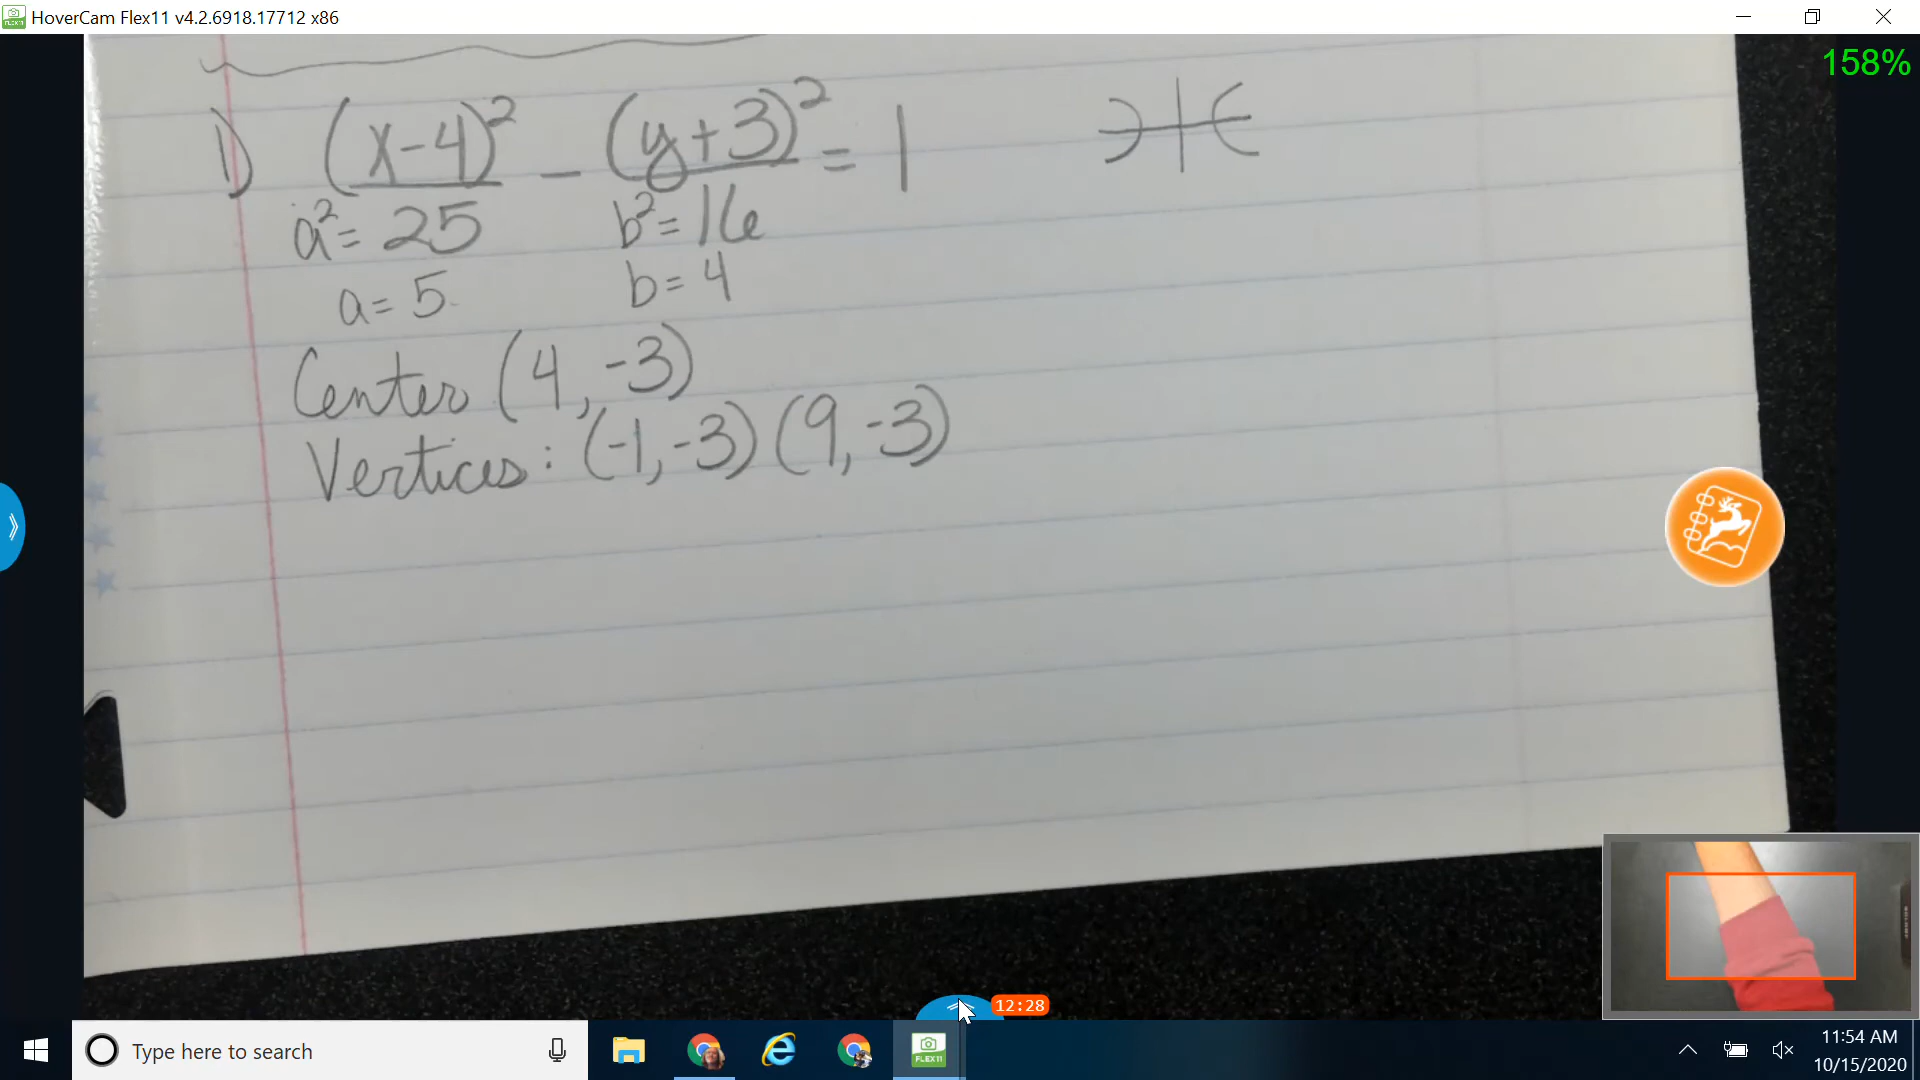 HoverCam Flex11 v4.2.6918.17712 x86
158%
1) (x-4)² - (y+3)² = 1
a² = 25 b² = 16
a = 5 b = 4
Center (4, -3)
Vertices: (-1, -3) (9, -3)
12:28
Type here to search
FLEX11
11:54 AM
10/15/2020